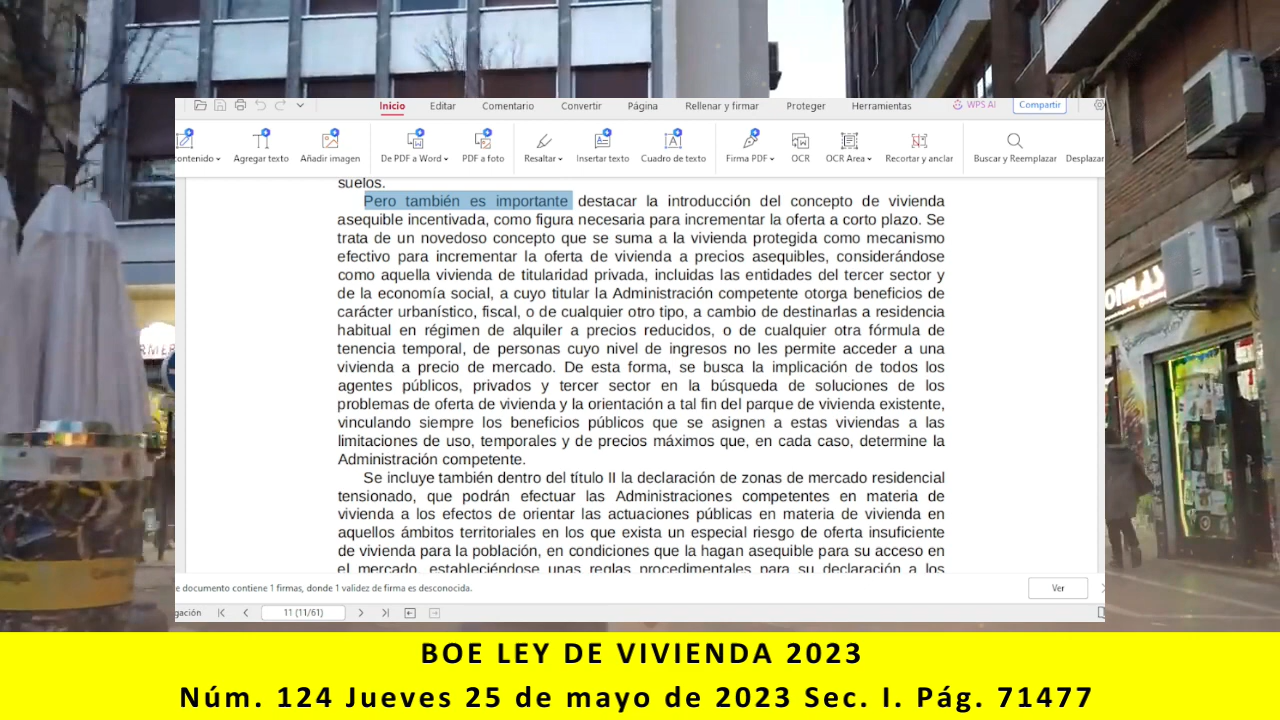 Inicio Editar Comentario Convertir Página Rellenar y firmar Proteger Herramientas WPS AI Compartir
contenido Agregar texto Añadir imagen De PDF a Word PDF a foto Resaltar Insertar texto Cuadro de texto Firma PDF OCR OCR Area Recortar y anclar Buscar y Reemplazar
suelos.
Pero también es importante destacar la introducción del concepto de vivienda
asequible incentivada, como figura necesaria para incrementar la oferta a corto plazo. Se
trata de un novedoso concepto que se suma a la vivienda protegida como mecanismo
efectivo para incrementar la oferta de vivienda a precios asequibles, considerándose
como aquella vivienda de titularidad privada, incluidas las entidades del tercer sector y
de la economía social, a cuyo titular la Administración competente otorga beneficios de
carácter urbanístico, fiscal, o de cualquier otro tipo, a cambio de destinarlas a residencia
habitual en régimen de alquiler a precios reducidos, o de cualquier otra fórmula de
tenencia temporal, de personas cuyo nivel de ingresos no les permite acceder a una
vivienda a precio de mercado. De esta forma, se busca la implicación de todos los
agentes públicos, privados y tercer sector en la búsqueda de soluciones de los
problemas de oferta de vivienda y la orientación a tal fin del parque de vivienda existente,
vinculando siempre los beneficios públicos que se asignen a estas viviendas a las
limitaciones de uso, temporales y de precios máximos que, en cada caso, determine la
Administración competente.
Se incluye también dentro del título II la declaración de zonas de mercado residencial
tensionado, que podrán efectuar las Administraciones competentes en materia de
vivienda a los efectos de orientar las actuaciones públicas en materia de vivienda en
aquellos ámbitos territoriales en los que exista un especial riesgo de oferta insuficiente
de vivienda para la población, en condiciones que la hagan asequible para su acceso en
el mercado, estableciéndose unas reglas procedimentales para su declaración a los
e documento contiene 1 firmas, donde 1 validez de firma es desconocida. Ver
gación 11 (11/61)
BOE LEY DE VIVIENDA 2023
Núm. 124 Jueves 25 de mayo de 2023 Sec. I. Pág. 71477